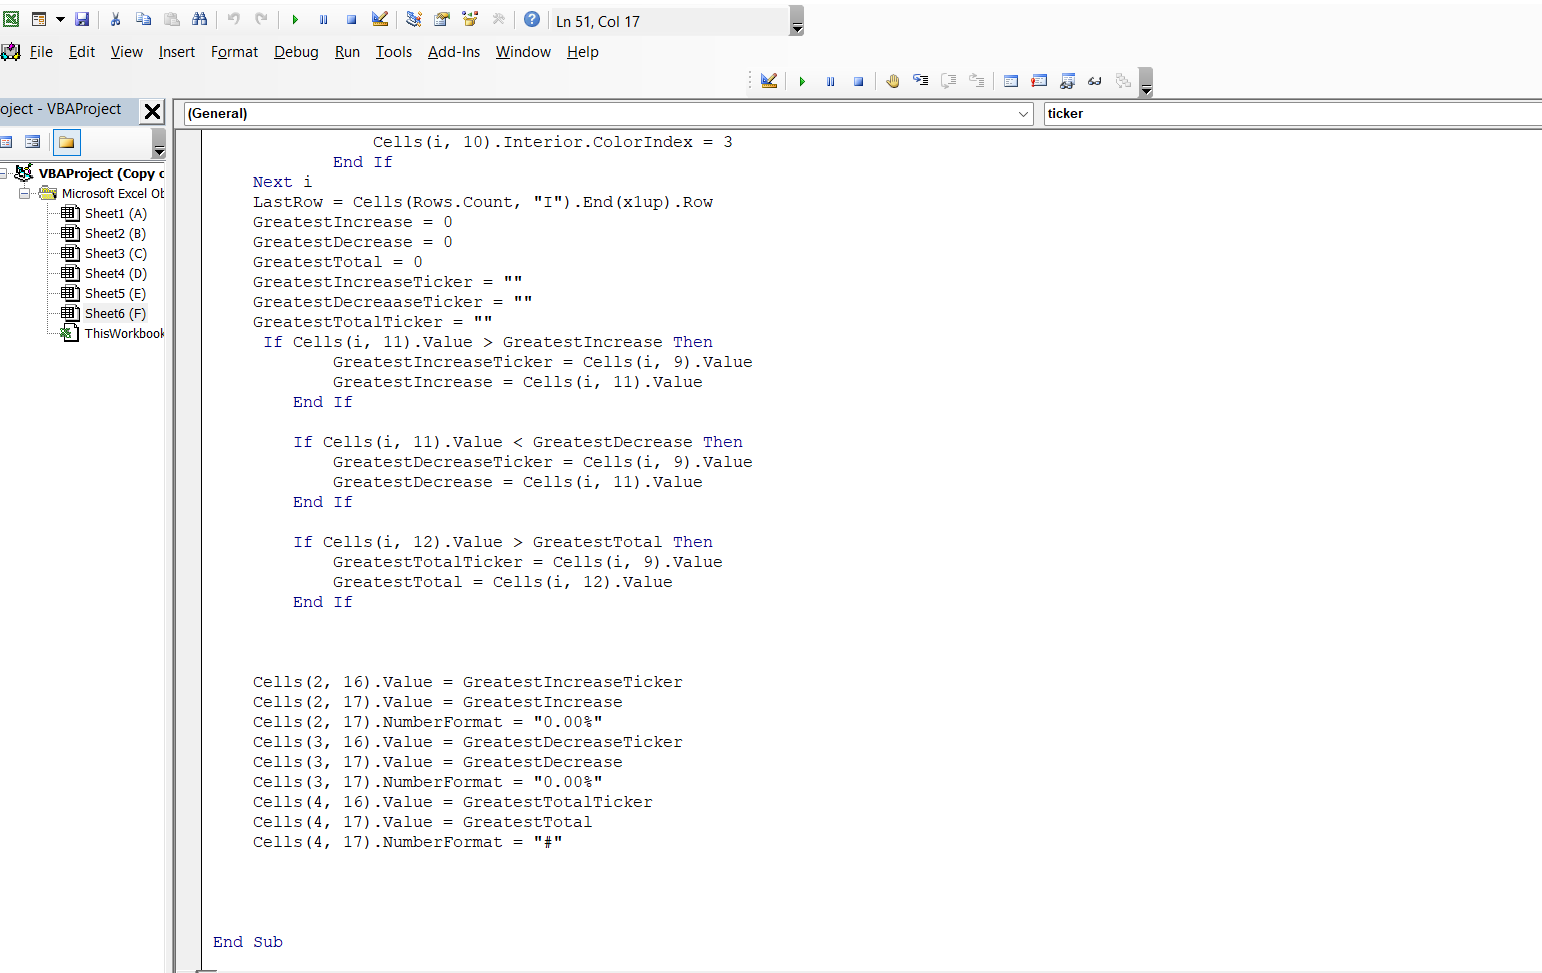 Ln 51, Col 17
File Edit View Insert Format Debug Run Tools Add-Ins Window Help
oject - VBAProject
(General)
ticker
VBAProject (Copy
Microsoft Excel Ob
Sheet1 (A)
Sheet2 (B)
Sheet3 (C)
Sheet4 (D)
Sheet5 (E)
Sheet6 (F)
ThisWorkbook
Cells(i, 10).Interior.ColorIndex = 3
End If
Next i
LastRow = Cells(Rows.Count, "I").End(x1up).Row
GreatestIncrease = 0
GreatestDecrease = 0
GreatestTotal = 0
GreatestIncreaseTicker = ""
GreatestDecreaaseTicker = ""
GreatestTotalTicker = ""
If Cells(i, 11).Value > GreatestIncrease Then
GreatestIncreaseTicker = Cells(i, 9).Value
GreatestIncrease = Cells(i, 11).Value
End If
If Cells(i, 11).Value < GreatestDecrease Then
GreatestDecreaseTicker = Cells(i, 9).Value
GreatestDecrease = Cells(i, 11).Value
End If
If Cells(i, 12).Value > GreatestTotal Then
GreatestTotalTicker = Cells(i, 9).Value
GreatestTotal = Cells(i, 12).Value
End If
Cells(2, 16).Value = GreatestIncreaseTicker
Cells(2, 17).Value = GreatestIncrease
Cells(2, 17).NumberFormat = "0.00%"
Cells(3, 16).Value = GreatestDecreaseTicker
Cells(3, 17).Value = GreatestDecrease
Cells(3, 17).NumberFormat = "0.00%"
Cells(4, 16).Value = GreatestTotalTicker
Cells(4, 17).Value = GreatestTotal
Cells(4, 17).NumberFormat = "#"
End Sub